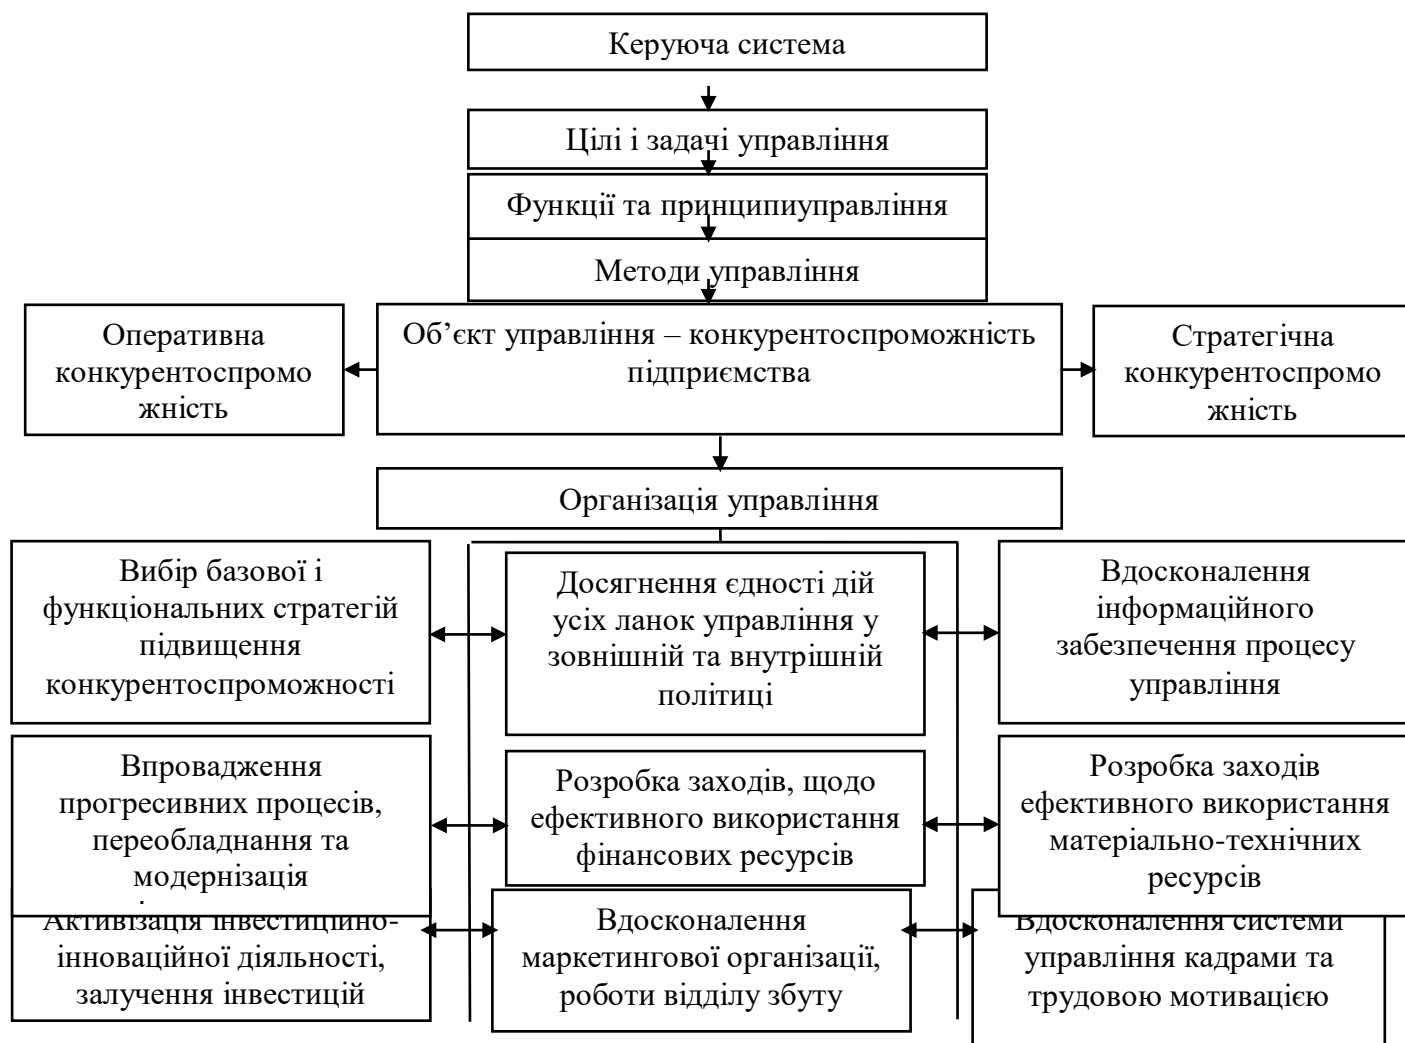 Керуюча система
Цілі і задачі управління
Функції та принципиуправління
Методи управління
Оперативна
конкурентоспромо
жність
Об’єкт управління – конкурентоспроможність
підприємства
Стратегічна
конкурентоспромо
жність
Організація управління
Вибір базової і
функціональних стратегій
підвищення
конкурентоспроможності
Досягнення єдності дій
усіх ланок управління у
зовнішній та внутрішній
політиці
Вдосконалення
інформаційного
забезпечення процесу
управління
Впровадження
прогресивних процесів,
переобладнання та
модернізація
Розробка заходів, щодо
ефективного використання
фінансових ресурсів
Розробка заходів
ефективного використання
матеріально-технічних
ресурсів
Активізація інвестиційно-
інноваційної діяльності,
залучення інвестицій
Вдосконалення
маркетингової організації,
роботи відділу збуту
Вдосконалення системи
управління кадрами та
трудовою мотивацією